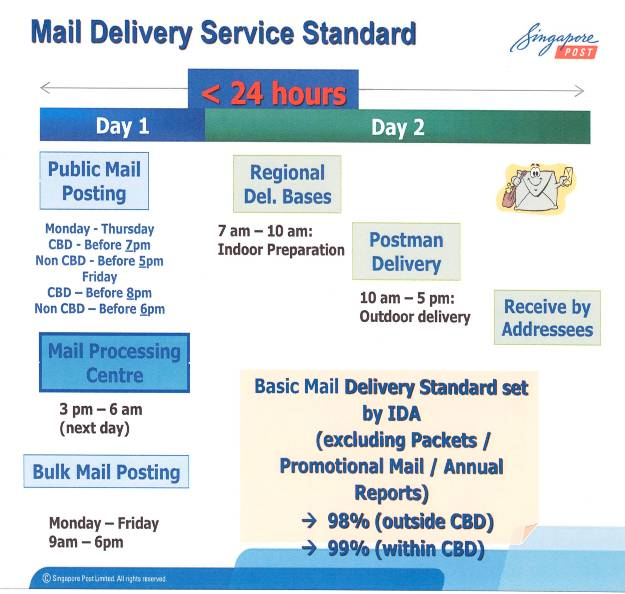 Mail Delivery Service Standard
Singapore
POST
< 24 hours
Day 1
Day 2
Public Mail
Posting
Monday - Thursday
CBD - Before 7pm
Non CBD - Before 5pm
Friday
CBD – Before 8pm
Non CBD – Before 6pm
Mail Processing
Centre
3 pm – 6 am
(next day)
Bulk Mail Posting
Monday – Friday
9am – 6pm
Regional
Del. Bases
7 am – 10 am:
Indoor Preparation
Postman
Delivery
10 am – 5 pm:
Outdoor delivery
Receive by
Addressees
Basic Mail Delivery Standard set
by IDA
(excluding Packets /
Promotional Mail / Annual
Reports)
→ 98% (outside CBD)
→ 99% (within CBD)
© Singapore Post Limited. All rights reserved.